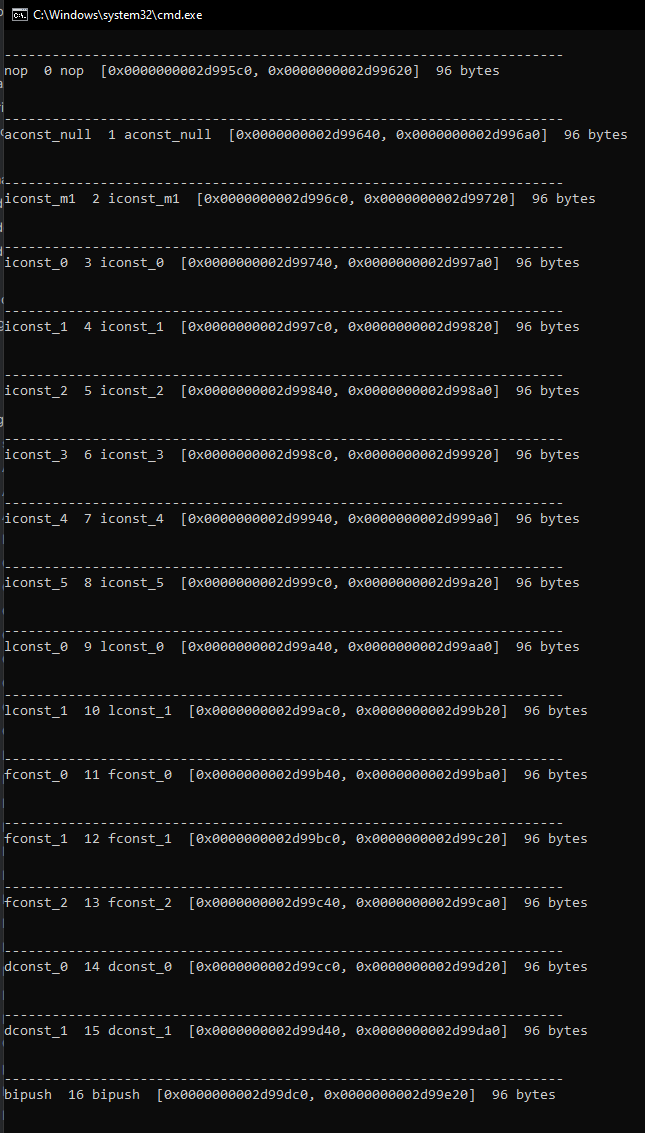 C:\Windows\system32\cmd.exe
----------------------------------------------------------------------
nop  0 nop  [0x0000000002d995c0, 0x0000000002d99620]  96 bytes
----------------------------------------------------------------------
aconst_null  1 aconst_null  [0x0000000002d99640, 0x0000000002d996a0]  96 bytes
----------------------------------------------------------------------
iconst_m1  2 iconst_m1  [0x0000000002d996c0, 0x0000000002d99720]  96 bytes
----------------------------------------------------------------------
iconst_0  3 iconst_0  [0x0000000002d99740, 0x0000000002d997a0]  96 bytes
----------------------------------------------------------------------
iconst_1  4 iconst_1  [0x0000000002d997c0, 0x0000000002d99820]  96 bytes
----------------------------------------------------------------------
iconst_2  5 iconst_2  [0x0000000002d99840, 0x0000000002d998a0]  96 bytes
----------------------------------------------------------------------
iconst_3  6 iconst_3  [0x0000000002d998c0, 0x0000000002d99920]  96 bytes
----------------------------------------------------------------------
iconst_4  7 iconst_4  [0x0000000002d99940, 0x0000000002d999a0]  96 bytes
----------------------------------------------------------------------
iconst_5  8 iconst_5  [0x0000000002d999c0, 0x0000000002d99a20]  96 bytes
----------------------------------------------------------------------
lconst_0  9 lconst_0  [0x0000000002d99a40, 0x0000000002d99aa0]  96 bytes
----------------------------------------------------------------------
lconst_1  10 lconst_1  [0x0000000002d99ac0, 0x0000000002d99b20]  96 bytes
----------------------------------------------------------------------
fconst_0  11 fconst_0  [0x0000000002d99b40, 0x0000000002d99ba0]  96 bytes
----------------------------------------------------------------------
fconst_1  12 fconst_1  [0x0000000002d99bc0, 0x0000000002d99c20]  96 bytes
----------------------------------------------------------------------
fconst_2  13 fconst_2  [0x0000000002d99c40, 0x0000000002d99ca0]  96 bytes
----------------------------------------------------------------------
dconst_0  14 dconst_0  [0x0000000002d99cc0, 0x0000000002d99d20]  96 bytes
----------------------------------------------------------------------
dconst_1  15 dconst_1  [0x0000000002d99d40, 0x0000000002d99da0]  96 bytes
----------------------------------------------------------------------
bipush  16 bipush  [0x0000000002d99dc0, 0x0000000002d99e20]  96 bytes